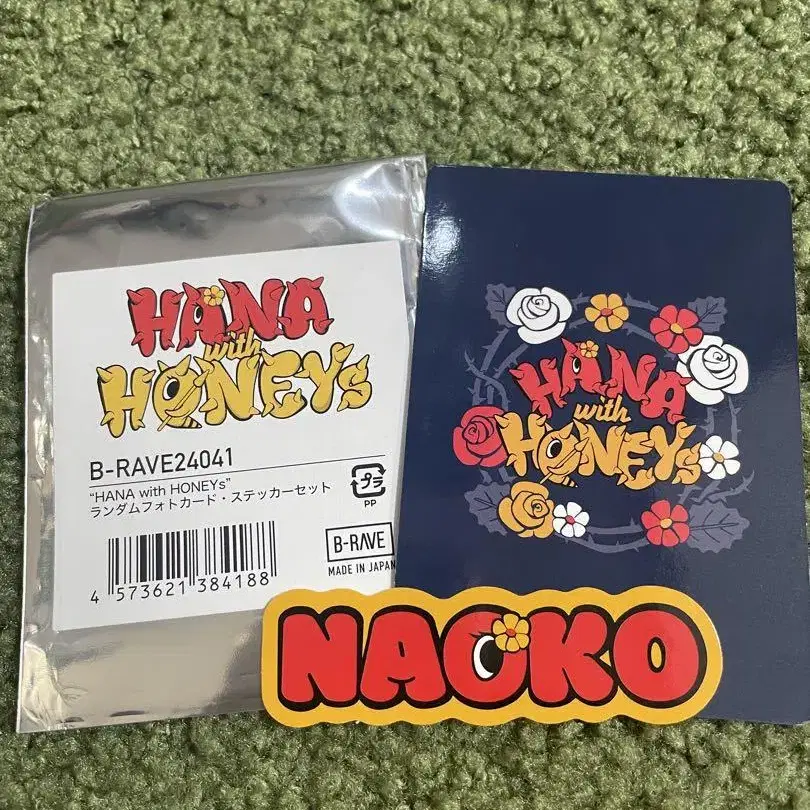 HANA
with
HONEYs
B-RAVE24041
"HANA with HONEYs"
ランダムフォトカード・ステッカーセット
プラ
PP
4 573621 384188
B-RAVE
MADE IN JAPAN
HANA
with
HONEYs
NAOKO